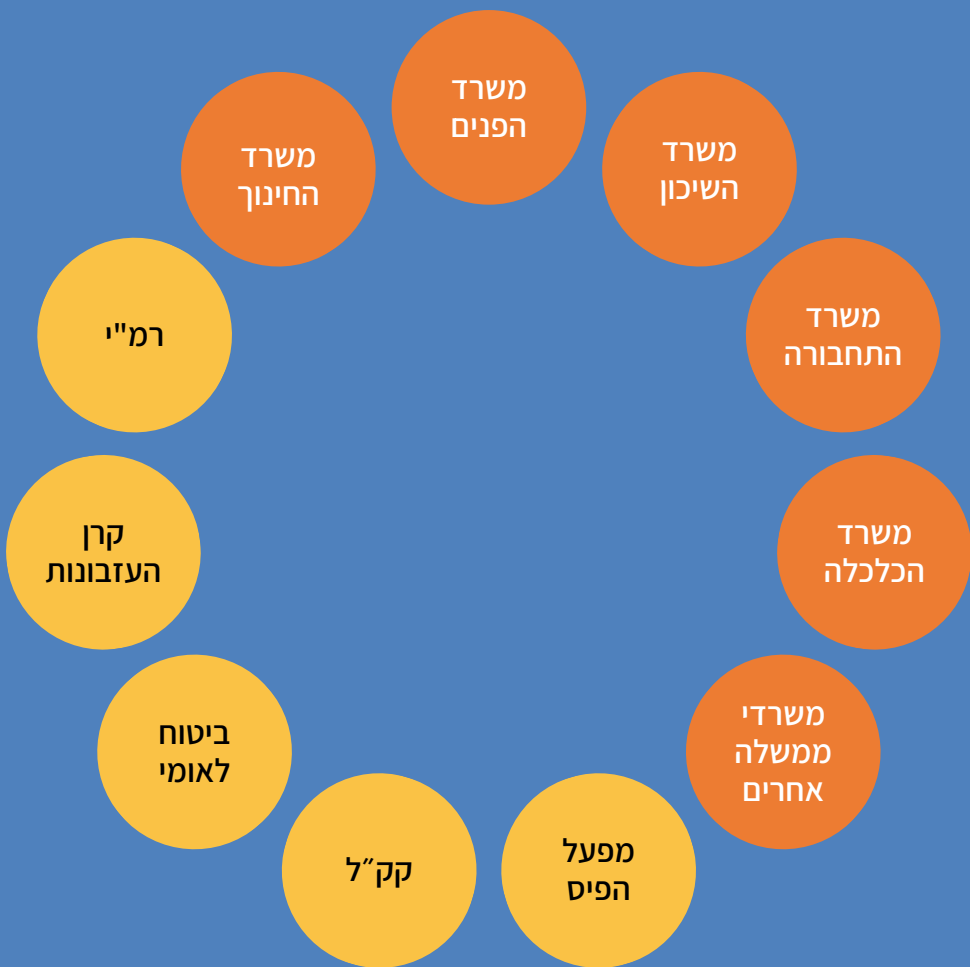 משרד
הפנים
משרד
השיכון
משרד
התחבורה
משרד
הכלכלה
משרדי
ממשלה
אחרים
מפעל
הפיס
קק״ל
ביטוח
לאומי
קרן
העזבונות
רמ"י
משרד
החינוך